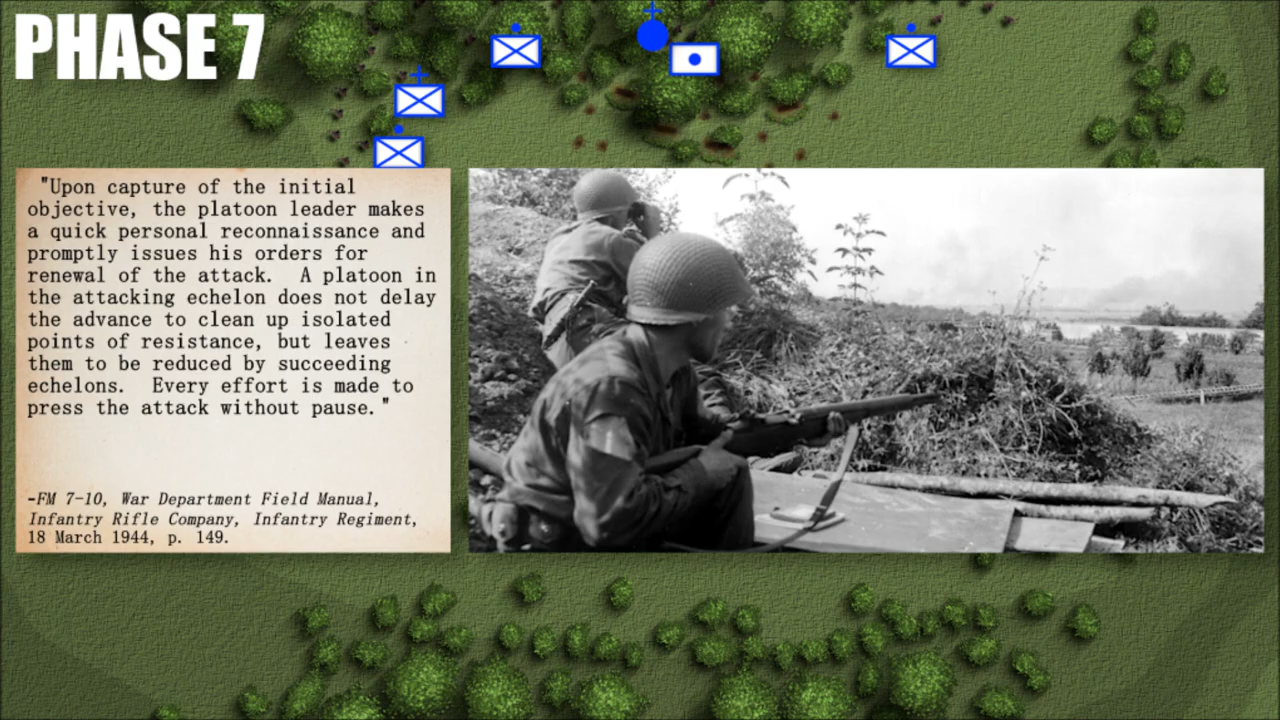 PHASE 7
"Upon capture of the initial
objective, the platoon leader makes
a quick personal reconnaissance and
promptly issues his orders for
renewal of the attack.  A platoon in
the attacking echelon does not delay
the advance to clean up isolated
points of resistance, but leaves
them to be reduced by succeeding
echelons.  Every effort is made to
press the attack without pause."
-FM 7-10, War Department Field Manual,
Infantry Rifle Company, Infantry Regiment,
18 March 1944, p. 149.